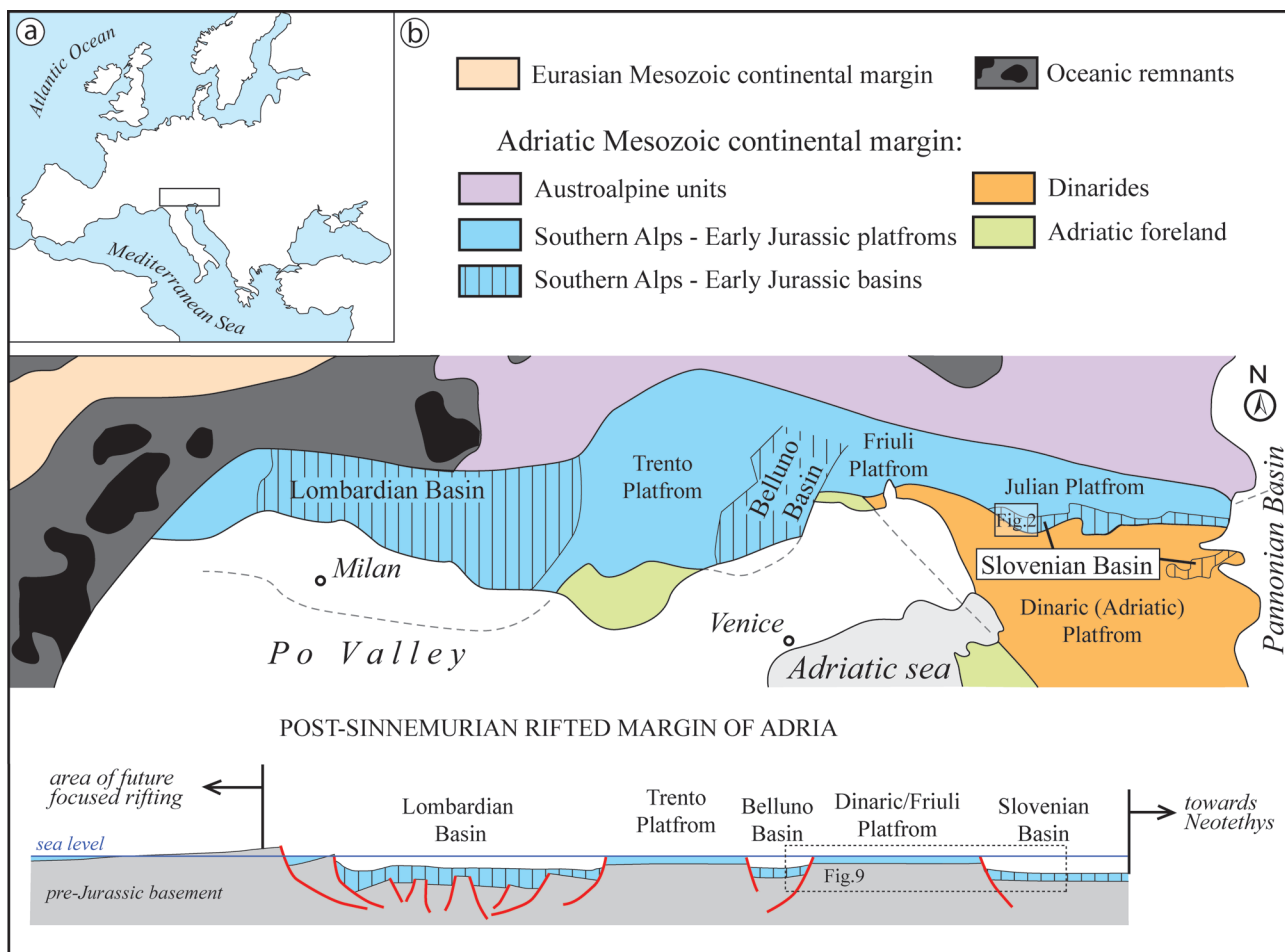 a
Atlantic Ocean
Mediterranean Sea
b
Eurasian Mesozoic continental margin
Oceanic remnants
Adriatic Mesozoic continental margin:
Austroalpine units
Dinarides
Southern Alps - Early Jurassic platfroms
Adriatic foreland
Southern Alps - Early Jurassic basins
N
Lombardian Basin
Trento
Platfrom
Belluno
Basin
Friuli
Platfrom
Julian Platfrom
Fig.2
Slovenian Basin
Dinaric (Adriatic)
Platfrom
Pannonian Basin
Milan
Po Valley
Venice
Adriatic sea
POST-SINNEMURIAN RIFTED MARGIN OF ADRIA
area of future
focused rifting
Lombardian
Basin
Trento
Platfrom
Belluno
Basin
Dinaric/Friuli
Platfrom
Slovenian
Basin
towards
Neotethys
sea level
pre-Jurassic basement
Fig.9